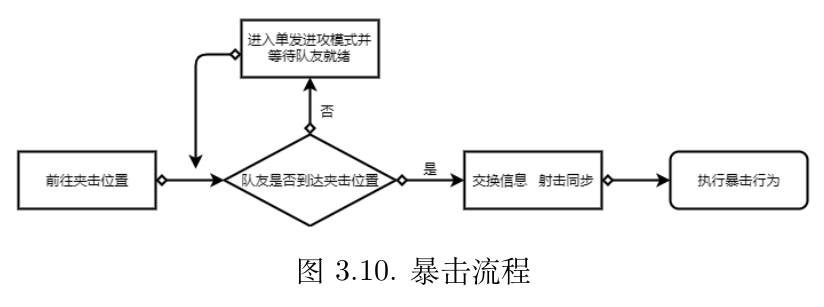 进入单发进攻模式并
等待队友就绪
否
前往夹击位置
队友是否到达夹击位置
是
交换信息 射击同步
执行暴击行为
图 3.10. 暴击流程